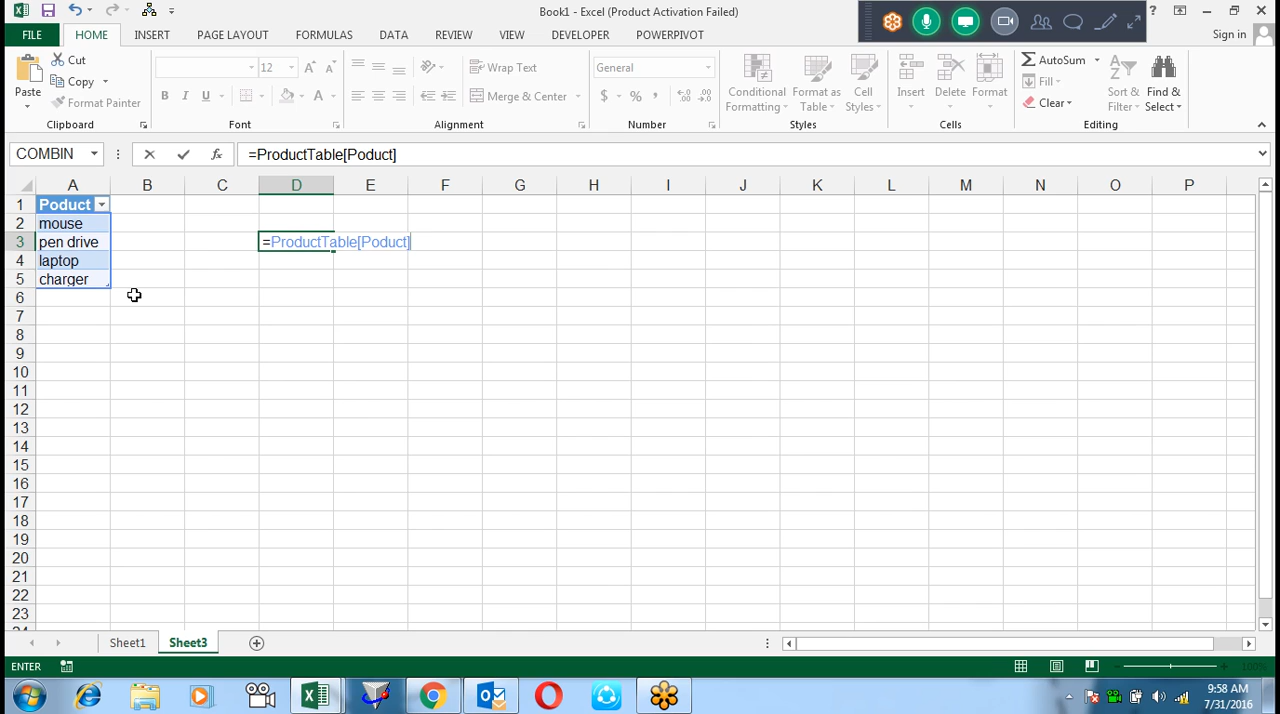 Book1 - Excel (Product Activation Failed)
?
FILE HOME INSERT PAGE LAYOUT FORMULAS DATA REVIEW VIEW DEVELOPER POWERPIVOT Sign in
Paste
Cut
Copy
Format Painter
Clipboard
12
B I U
Font
Wrap Text
Merge & Center
Alignment
General
$ % ,
Number
Conditional Formatting
Format as Table
Cell Styles
Styles
Insert
Delete
Format
Cells
AutoSum
Fill
Clear
Sort & Filter
Find & Select
Editing
COMBIN
fx
=ProductTable[Poduct]
A B C D E F G H I J K L M N O P
1 Poduct
2 mouse
3 pen drive =ProductTable[Poduct]
4 laptop
5 charger
6
7
8
9
10
11
12
13
14
15
16
17
18
19
20
21
22
23
Sheet1 Sheet3
ENTER
100%
9:58 AM
7/31/2016